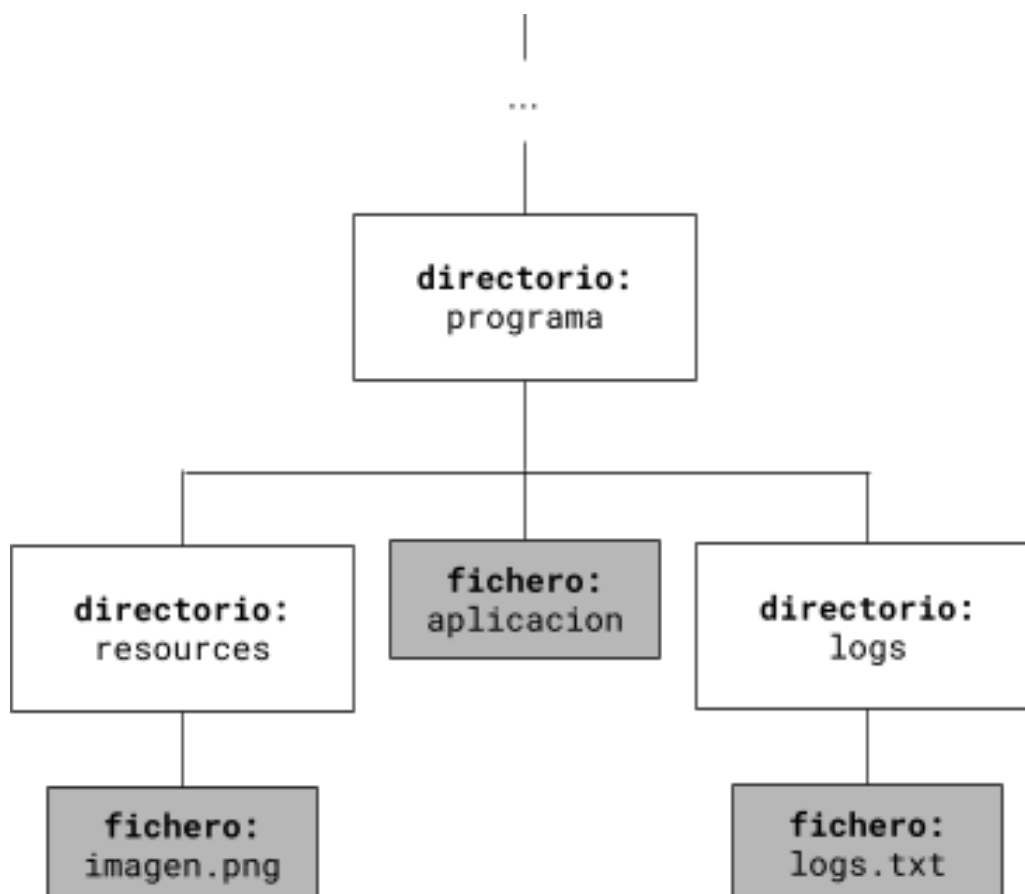 ...
directorio:
programa
directorio:
resources
fichero:
aplicacion
directorio:
logs
fichero:
imagen.png
fichero:
logs.txt